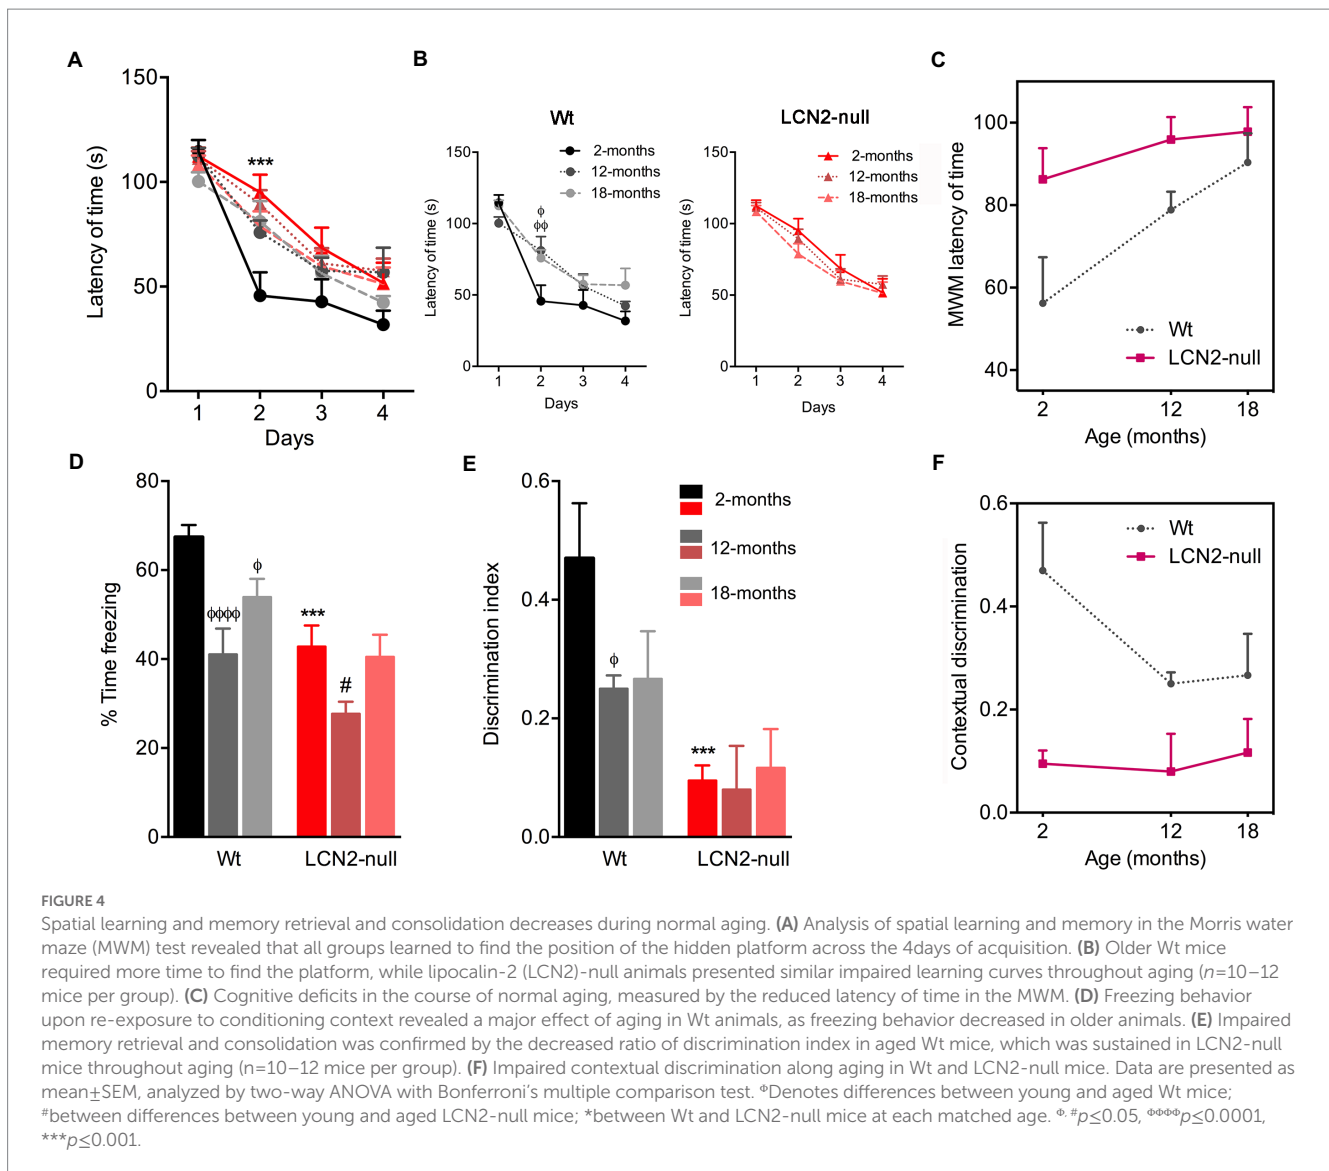 A
150
100
50
0
Latency of time (s)
***
1 2 3 4
Days
B
Wt
2-months
12-months
18-months
150
100
50
0
Latency of time (s)
ϕ
ϕϕ
1 2 3 4
Days
LCN2-null
2-months
12-months
18-months
150
100
50
0
Latency of time (s)
1 2 3 4
Days
C
100
80
60
40
MWM latency of time
Wt
LCN2-null
2 12 18
Age (months)
D
80
60
40
20
0
% Time freezing
ϕϕϕϕ
ϕ
***
#
Wt LCN2-null
E
0.6
0.4
0.2
0.0
Discrimination index
ϕ
***
2-months
12-months
18-months
Wt LCN2-null
F
0.6
0.4
0.2
0.0
Contextual discrimination
Wt
LCN2-null
2 12 18
Age (months)
FIGURE 4
Spatial learning and memory retrieval and consolidation decreases during normal aging. (A) Analysis of spatial learning and memory in the Morris water
maze (MWM) test revealed that all groups learned to find the position of the hidden platform across the 4days of acquisition. (B) Older Wt mice
required more time to find the platform, while lipocalin-2 (LCN2)-null animals presented similar impaired learning curves throughout aging (n=10–12
mice per group). (C) Cognitive deficits in the course of normal aging, measured by the reduced latency of time in the MWM. (D) Freezing behavior
upon re-exposure to conditioning context revealed a major effect of aging in Wt animals, as freezing behavior decreased in older animals. (E) Impaired
memory retrieval and consolidation was confirmed by the decreased ratio of discrimination index in aged Wt mice, which was sustained in LCN2-null
mice throughout aging (n=10–12 mice per group). (F) Impaired contextual discrimination along aging in Wt and LCN2-null mice. Data are presented as
mean±SEM, analyzed by two-way ANOVA with Bonferroni's multiple comparison test. ᶲDenotes differences between young and aged Wt mice;
#between differences between young and aged LCN2-null mice; *between Wt and LCN2-null mice at each matched age. ᶲ, #p≤0.05, ᶲᶲᶲᶲp≤0.0001,
***p≤0.001.